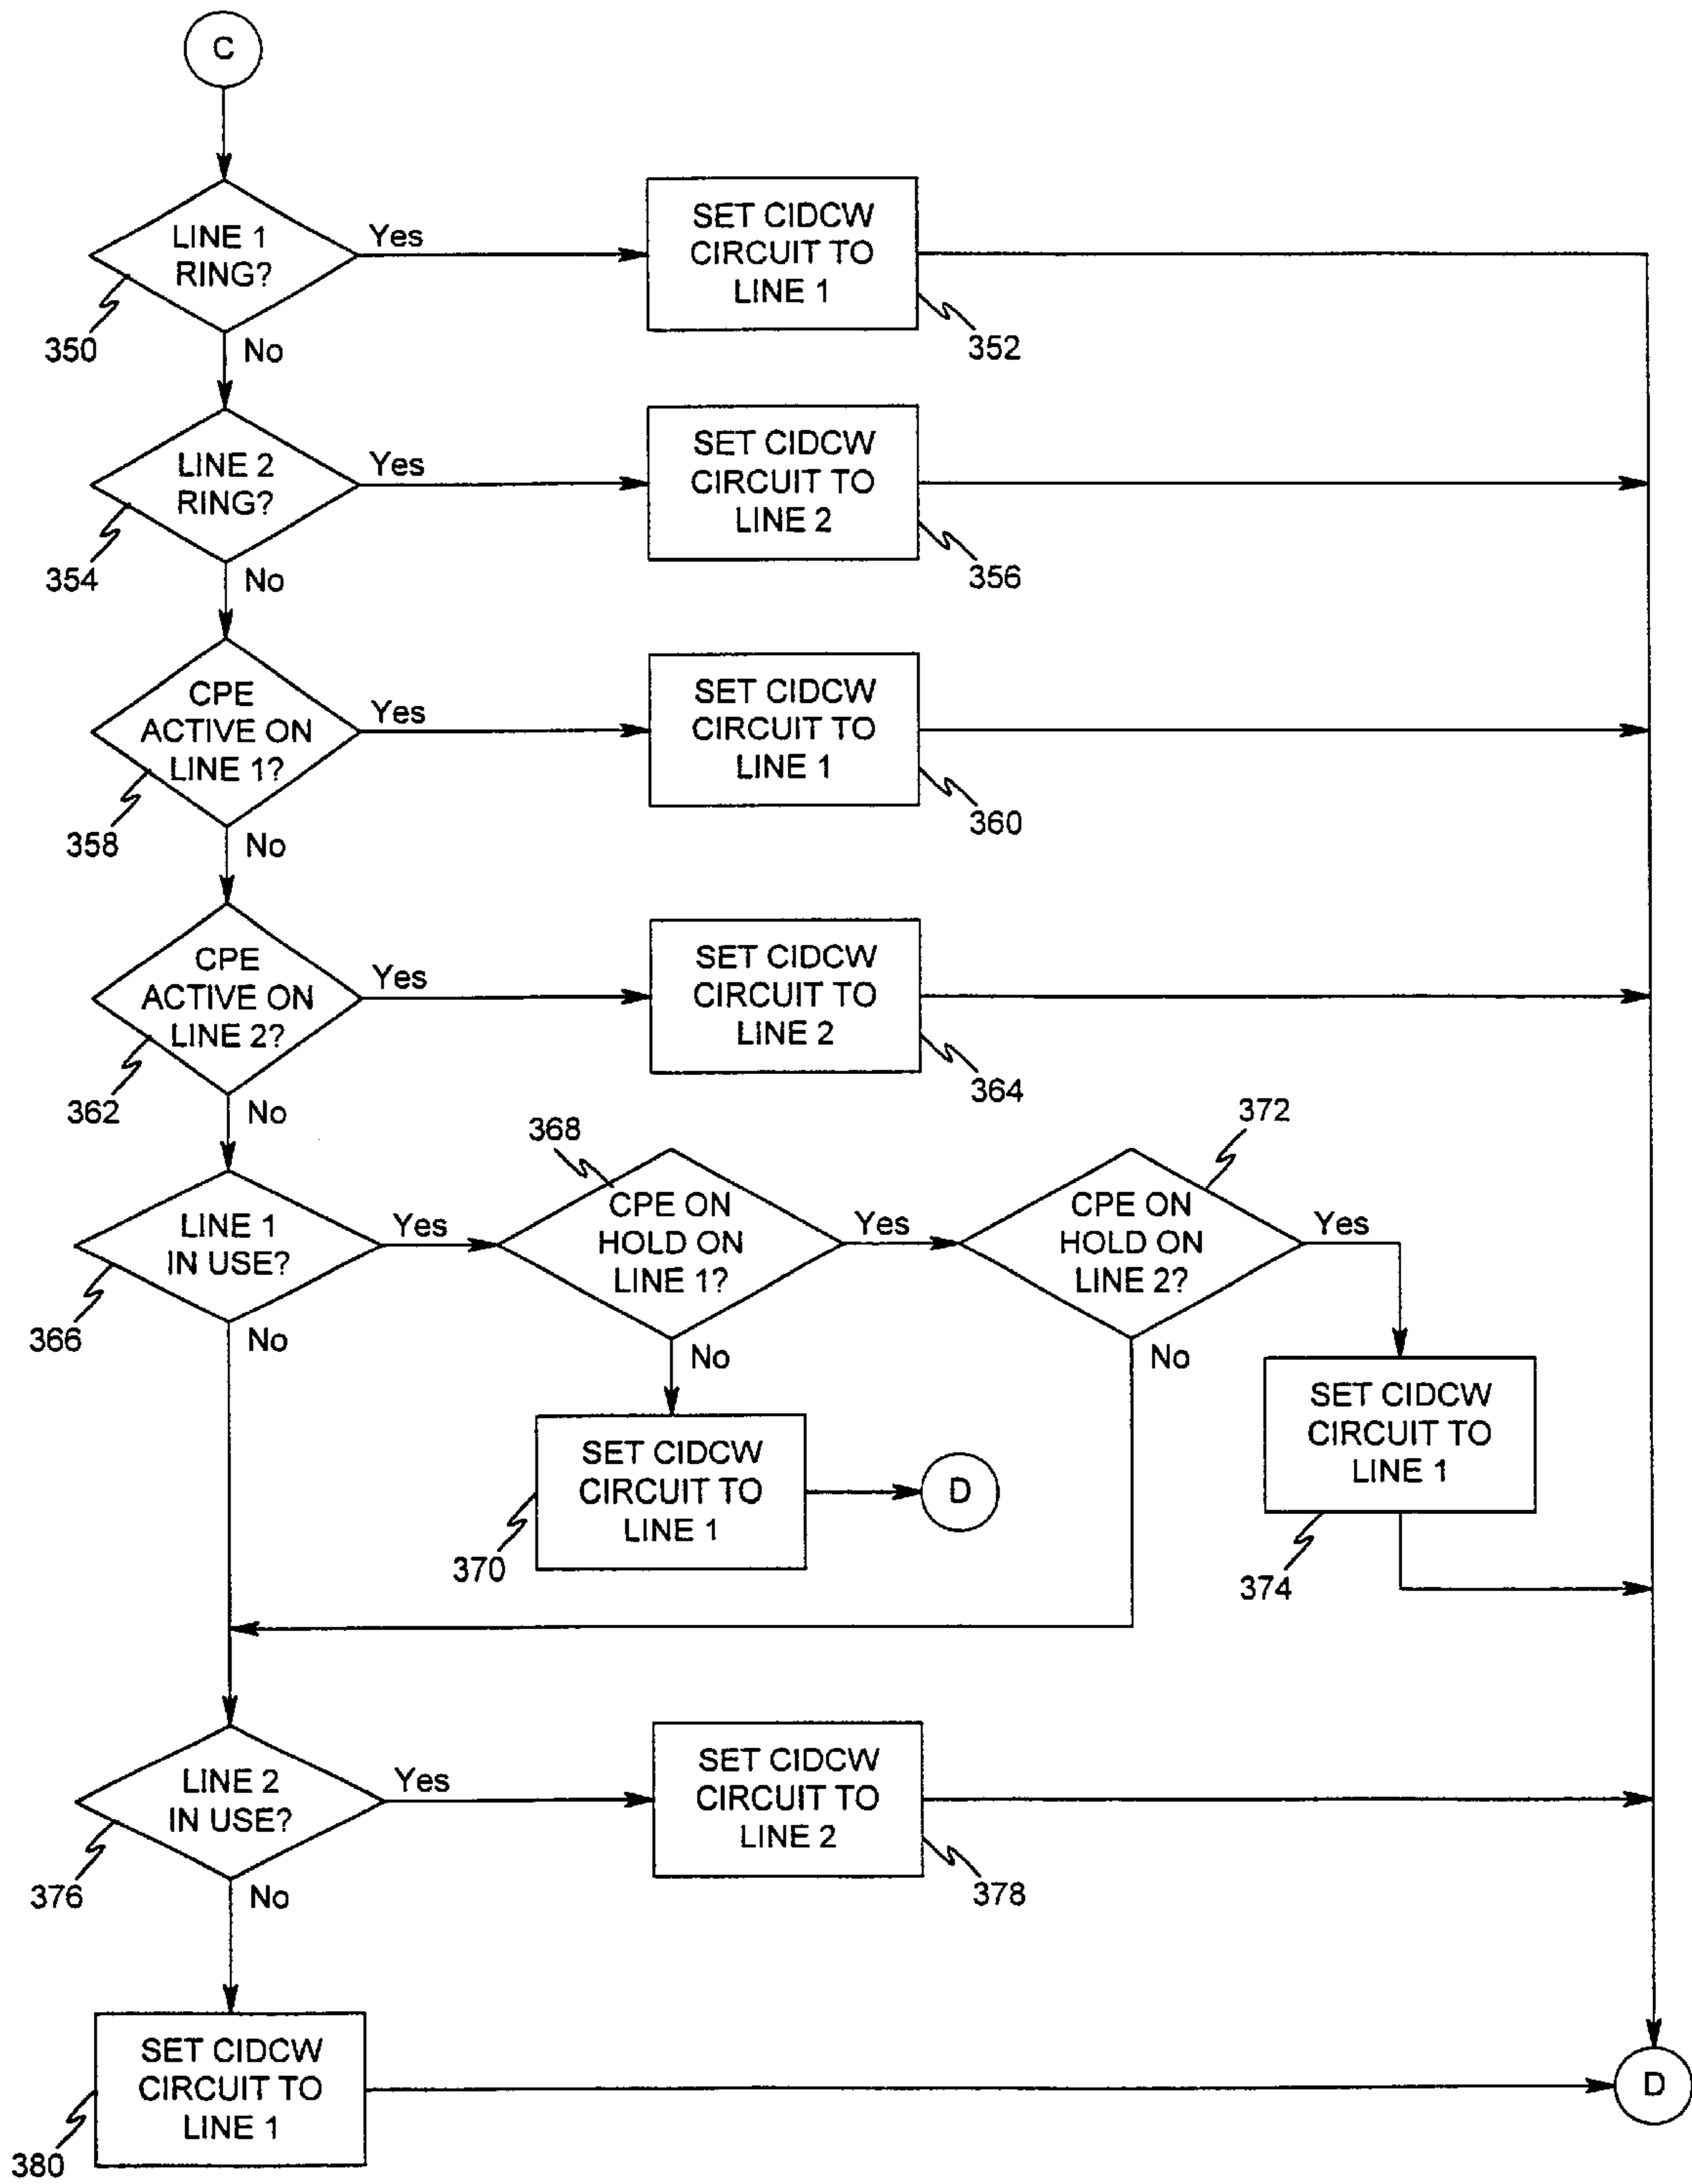 C
LINE 1
RING?
Yes
350
No
SET CIDCW
CIRCUIT TO
LINE 1
352
LINE 2
RING?
Yes
354
No
SET CIDCW
CIRCUIT TO
LINE 2
356
CPE
ACTIVE ON
LINE 1?
Yes
358
No
SET CIDCW
CIRCUIT TO
LINE 1
360
CPE
ACTIVE ON
LINE 2?
Yes
362
No
SET CIDCW
CIRCUIT TO
LINE 2
364
LINE 1
IN USE?
Yes
366
No
368
CPE ON
HOLD ON
LINE 1?
Yes
No
372
CPE ON
HOLD ON
LINE 2?
Yes
No
SET CIDCW
CIRCUIT TO
LINE 1
370
D
SET CIDCW
CIRCUIT TO
LINE 1
374
LINE 2
IN USE?
Yes
376
No
SET CIDCW
CIRCUIT TO
LINE 2
378
SET CIDCW
CIRCUIT TO
LINE 1
380
D